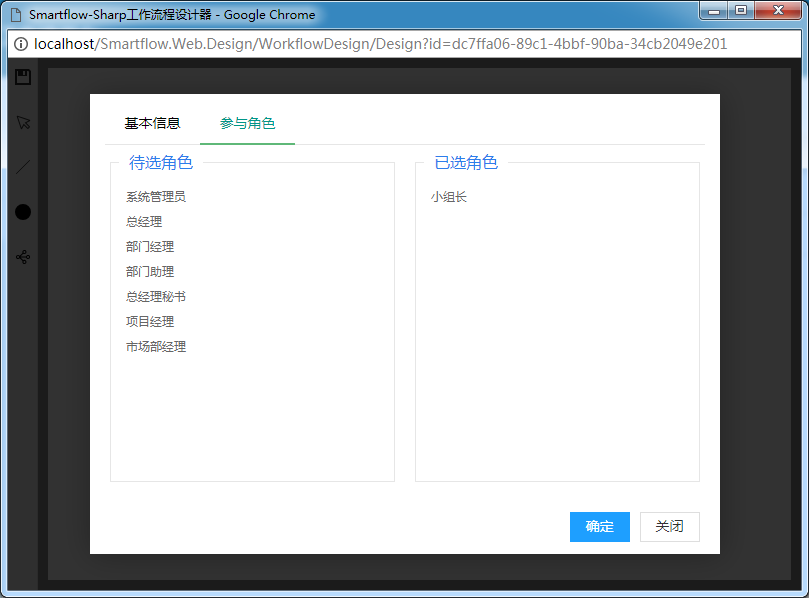 Smartflow-Sharp工作流程设计器 - Google Chrome
localhost/Smartflow.Web.Design/WorkflowDesign/Design?id=dc7ffa06-89c1-4bbf-90ba-34cb2049e201
基本信息 参与角色
待选角色 已选角色
系统管理员 小组长
总经理
部门经理
部门助理
总经理秘书
项目经理
市场部经理
确定 关闭